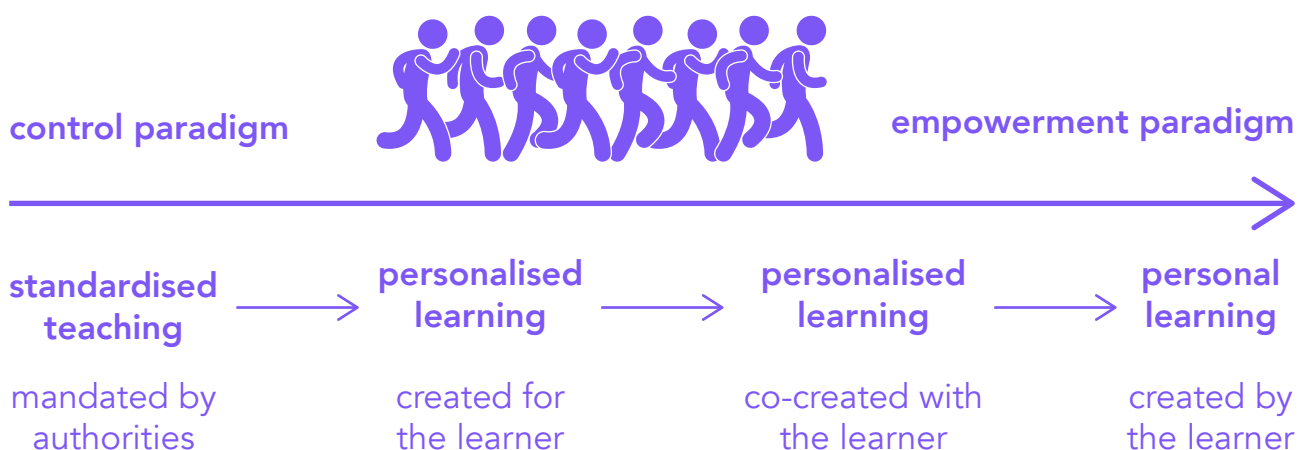 control paradigm
empowerment paradigm
standardised
teaching
mandated by
authorities
personalised
learning
created for
the learner
personalised
learning
co-created with
the learner
personal
learning
created by
the learner